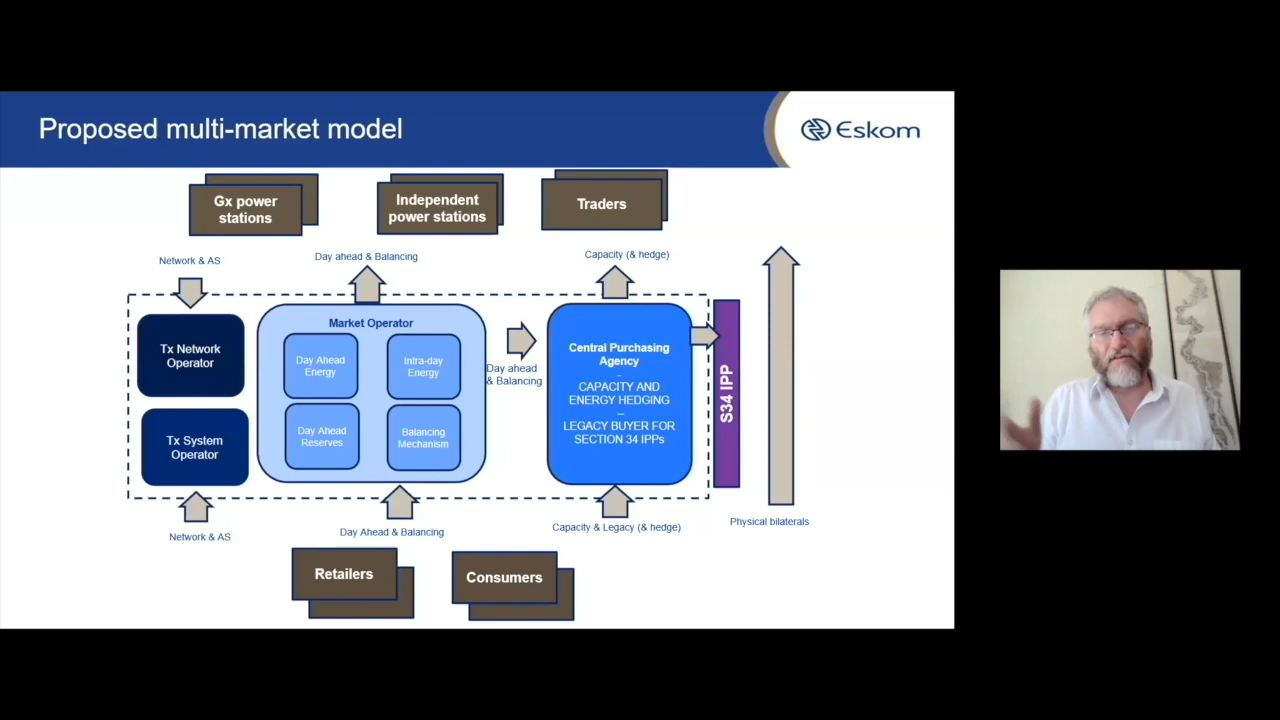 Proposed multi-market model
Eskom
Gx power
stations
Independent
power stations
Traders
Network & AS
Day ahead & Balancing
Capacity (& hedge)
Tx Network
Operator
Tx System
Operator
Market Operator
Day Ahead
Energy
Intra-day
Energy
Day Ahead
Reserves
Balancing
Mechanism
Day ahead
& Balancing
Central Purchasing
Agency
-
CAPACITY AND
ENERGY HEDGING
–
LEGACY BUYER FOR
SECTION 34 IPPs
S34 IPP
Physical bilaterals
Network & AS
Day Ahead & Balancing
Capacity & Legacy (& hedge)
Retailers
Consumers